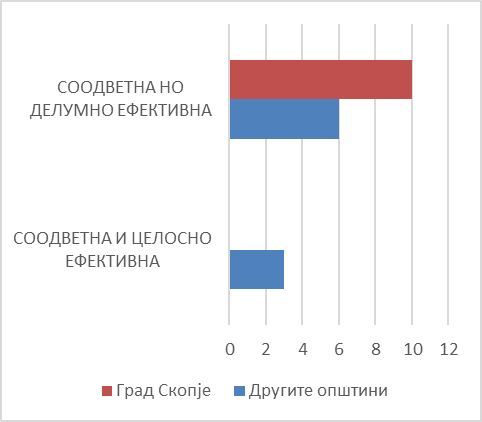 СООДВЕТНА НО
ДЕЛУМНО ЕФЕКТИВНА
СООДВЕТНА И ЦЕЛОСНО
ЕФЕКТИВНА
0 2 4 6 8 10 12
Град Скопје Другите општини